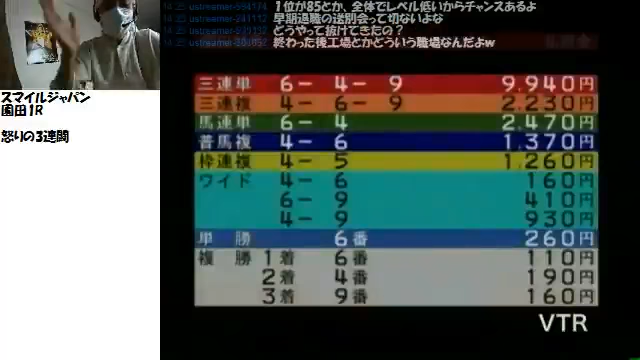 14:25 ustreamer-564174 １位が85とか、全体でレベル低いからチャンスあるよ
14:25 ustreamer-241112 早期退職の送別会って切ないよな
どうやって抜けてきたの？
終わった後工場とかどういう職場なんだよw
スマイルジャパン
園田1R
怒りの3連闘
三連単 6－ 4－ 9 9,940円
三連複 4－ 6－ 9 2,230円
馬連単 6－ 4 2,470円
普馬複 4－ 6 1,370円
枠連複 4－ 5 1,260円
ワイド 4－ 6 160円
6－ 9 410円
4－ 9 930円
単 勝 6番 260円
複 勝 1着 6番 110円
2着 4番 190円
3着 9番 160円
VTR